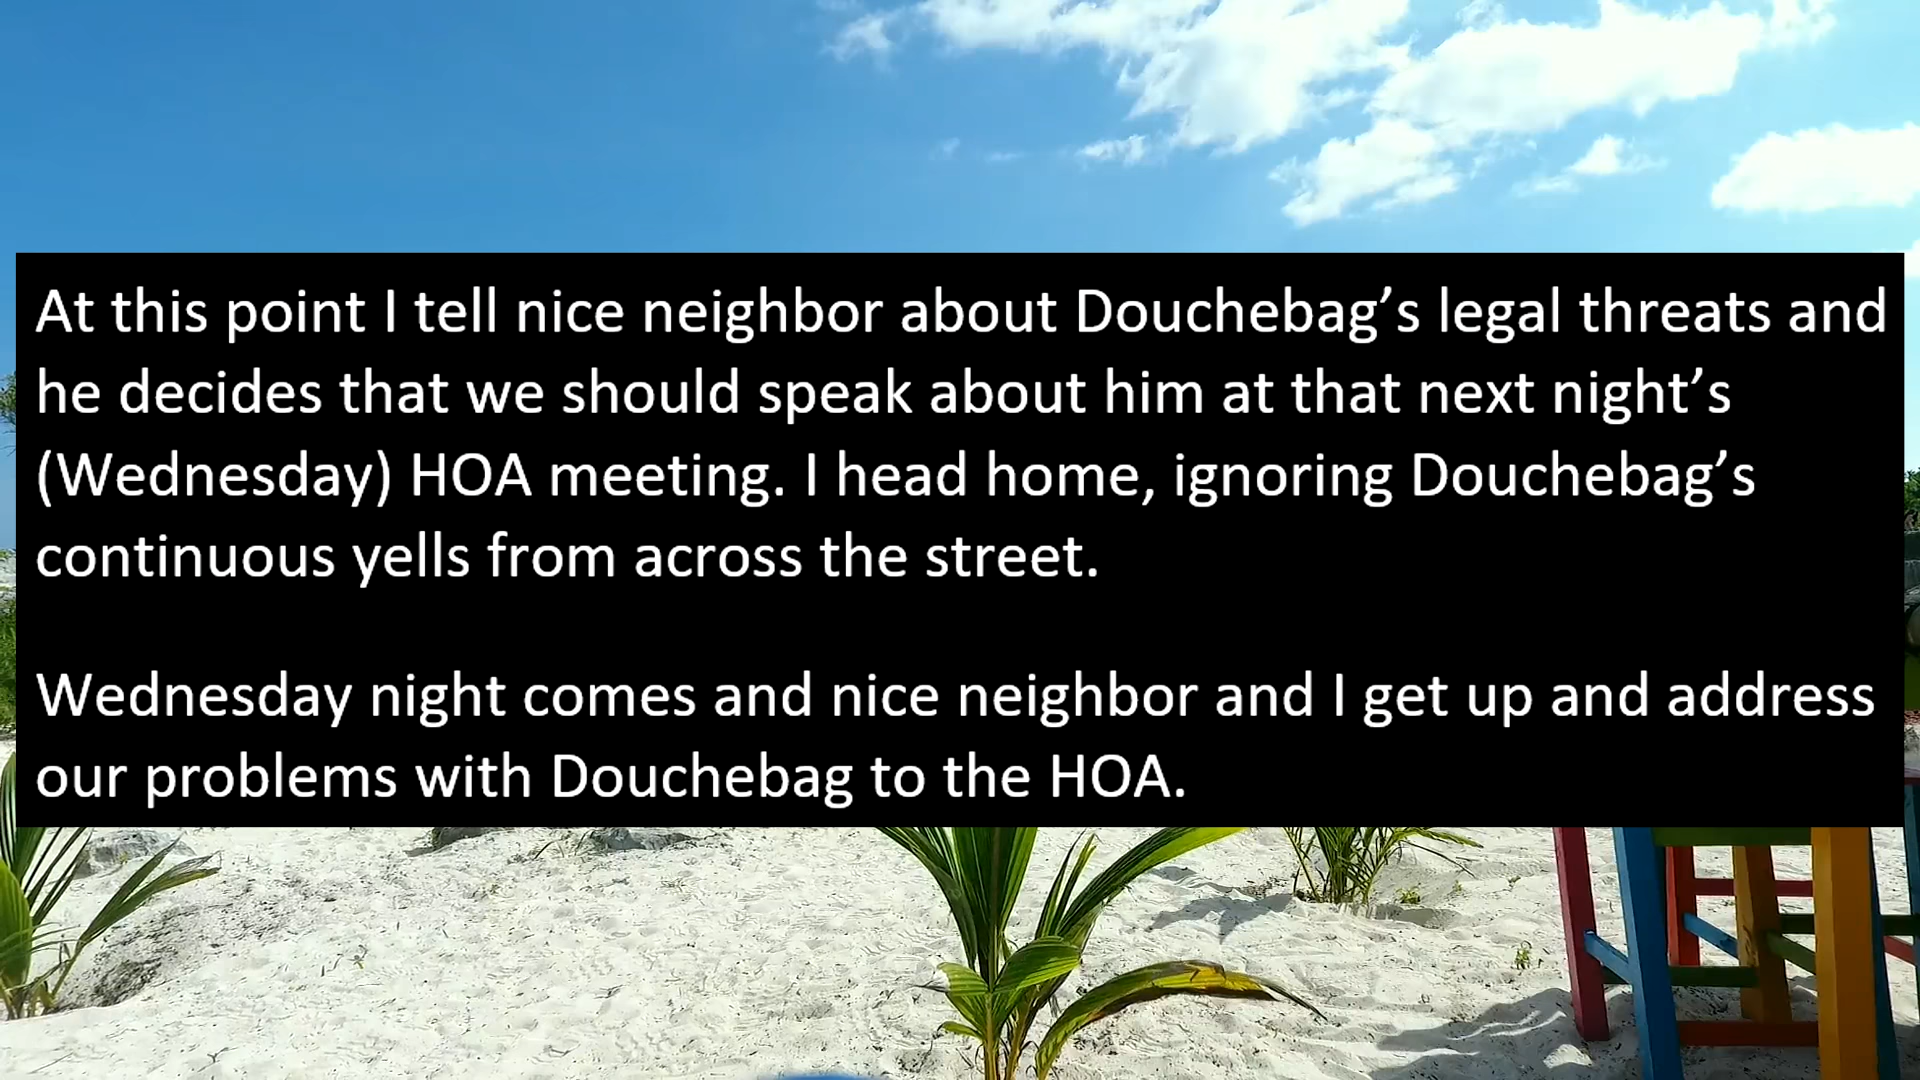 At this point I tell nice neighbor about Douchebag’s legal threats and
he decides that we should speak about him at that next night’s
(Wednesday) HOA meeting. I head home, ignoring Douchebag’s
continuous yells from across the street.
Wednesday night comes and nice neighbor and I get up and address
our problems with Douchebag to the HOA.